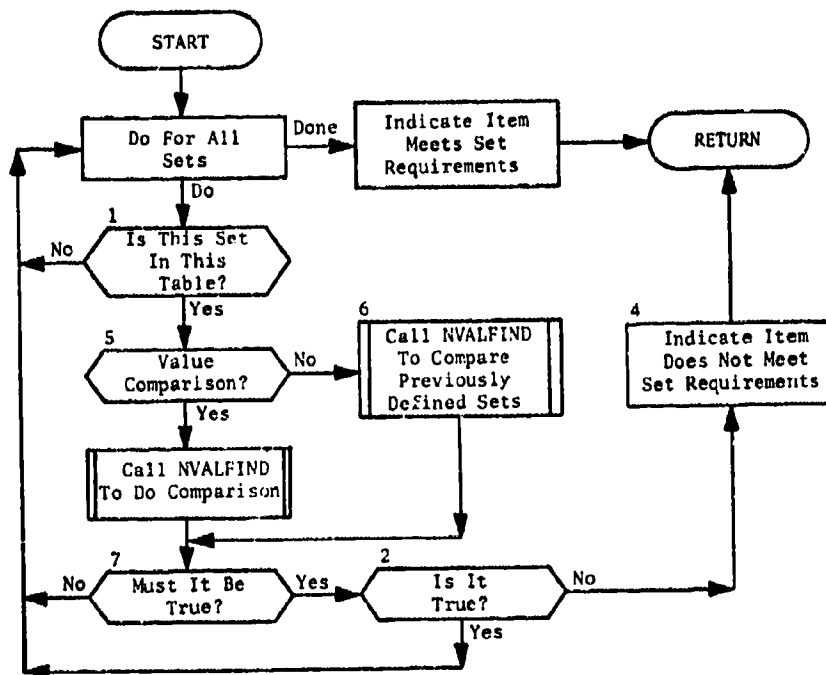 START
Do For All
Sets
Done
Indicate Item
Meets Set
Requirements
RETURN
Do
1
Is This Set
In This
Table?
No
Yes
5
Value
Comparison?
No
6
Call NVALFIND
To Compare
Previously
Defined Sets
4
Indicate Item
Does Not Meet
Set Requirements
Yes
Call NVALFIND
To Do Comparison
7
Must It Be
True?
No
Yes
2
Is It
True?
No
Yes